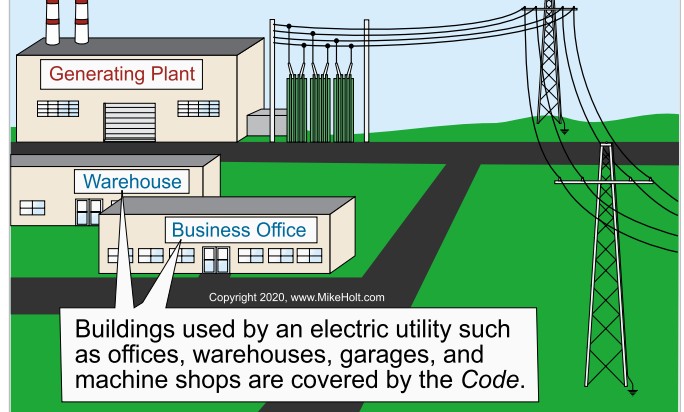 Generating Plant
Warehouse
Business Office
Copyright 2020, www.MikeHolt.com
Buildings used by an electric utility such
as offices, warehouses, garages, and
machine shops are covered by the Code.